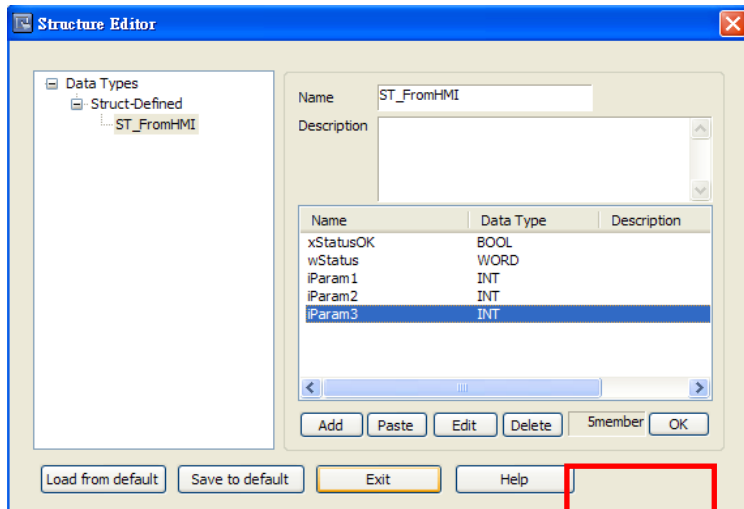 Structure Editor
Data Types
Struct-Defined
ST_FromHMI
Name ST_FromHMI
Description
Name Data Type Description
xStatusOK BOOL
wStatus WORD
iParam1 INT
iParam2 INT
iParam3 INT
Add Paste Edit Delete 5member OK
Load from default Save to default Exit Help